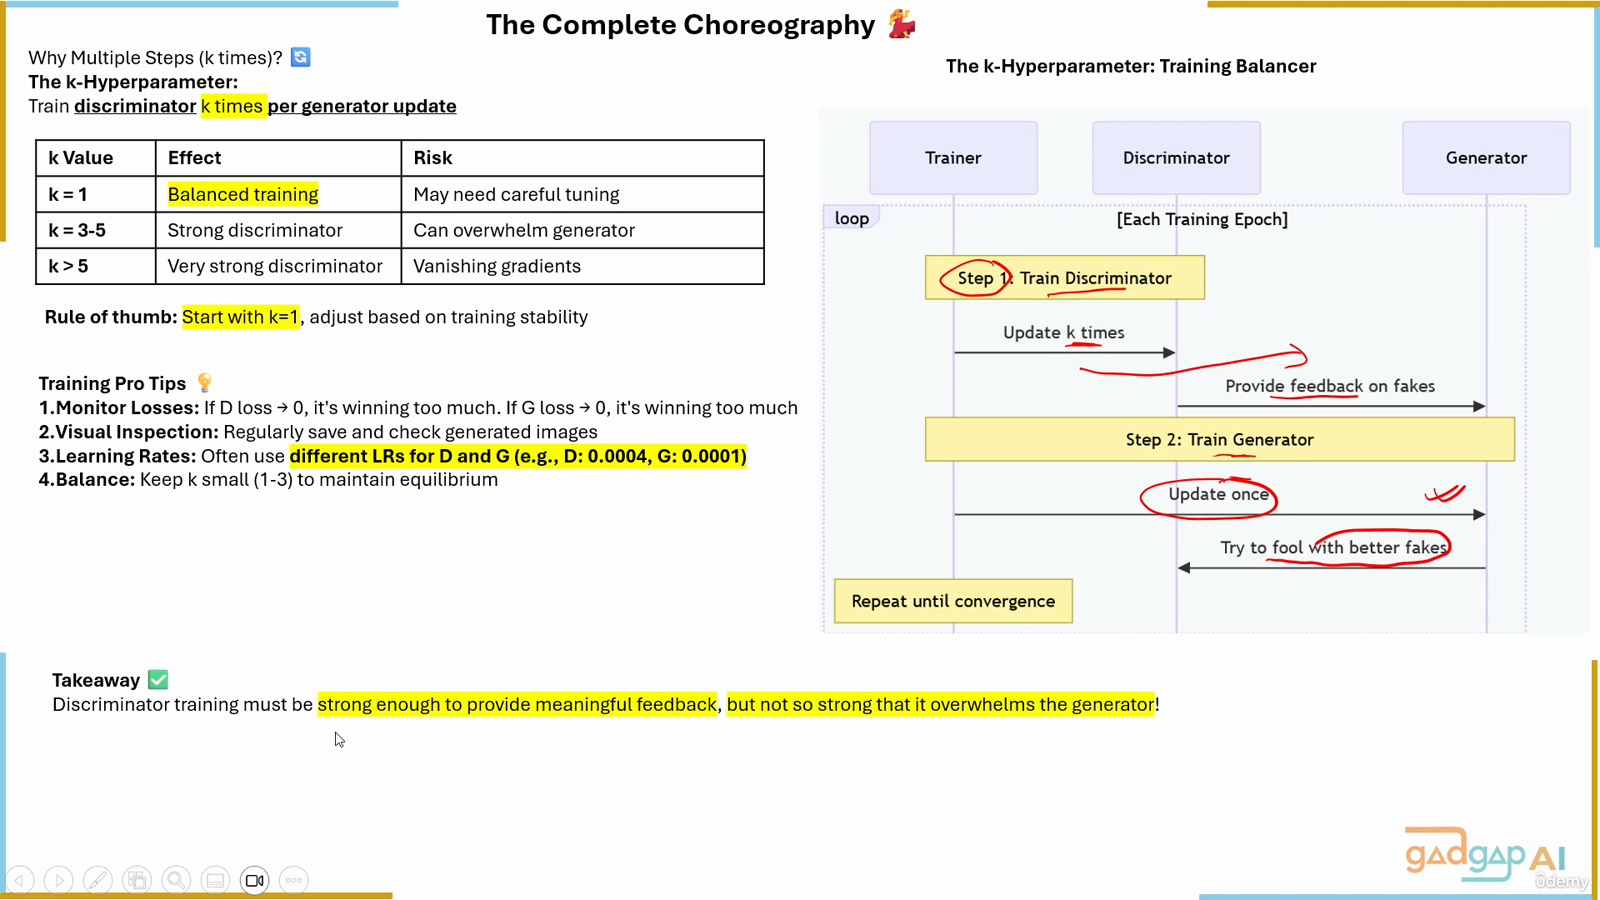 The Complete Choreography 💃
Why Multiple Steps (k times)? 🔄
The k-Hyperparameter:
Train discriminator k times per generator update
k Value Effect Risk
k = 1 Balanced training May need careful tuning
k = 3-5 Strong discriminator Can overwhelm generator
k > 5 Very strong discriminator Vanishing gradients
Rule of thumb: Start with k=1, adjust based on training stability
Training Pro Tips 💡
1.Monitor Losses: If D loss → 0, it's winning too much. If G loss → 0, it's winning too much
2.Visual Inspection: Regularly save and check generated images
3.Learning Rates: Often use different LRs for D and G (e.g., D: 0.0004, G: 0.0001)
4.Balance: Keep k small (1-3) to maintain equilibrium
The k-Hyperparameter: Training Balancer
Trainer Discriminator Generator
loop [Each Training Epoch]
Step 1: Train Discriminator
Update k times
Provide feedback on fakes
Step 2: Train Generator
Update once
Try to fool with better fakes
Repeat until convergence
Takeaway ✅
Discriminator training must be strong enough to provide meaningful feedback, but not so strong that it overwhelms the generator!
gadgap AI
Udemy